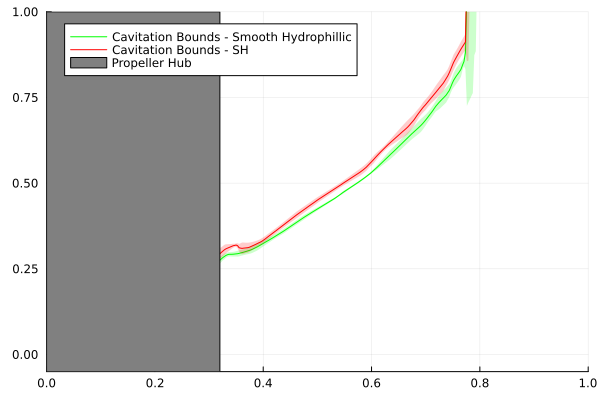 Cavitation Bounds - Smooth Hydrophillic
Cavitation Bounds - SH
Propeller Hub
1.00
0.75
0.50
0.25
0.00
0.0 0.2 0.4 0.6 0.8 1.0